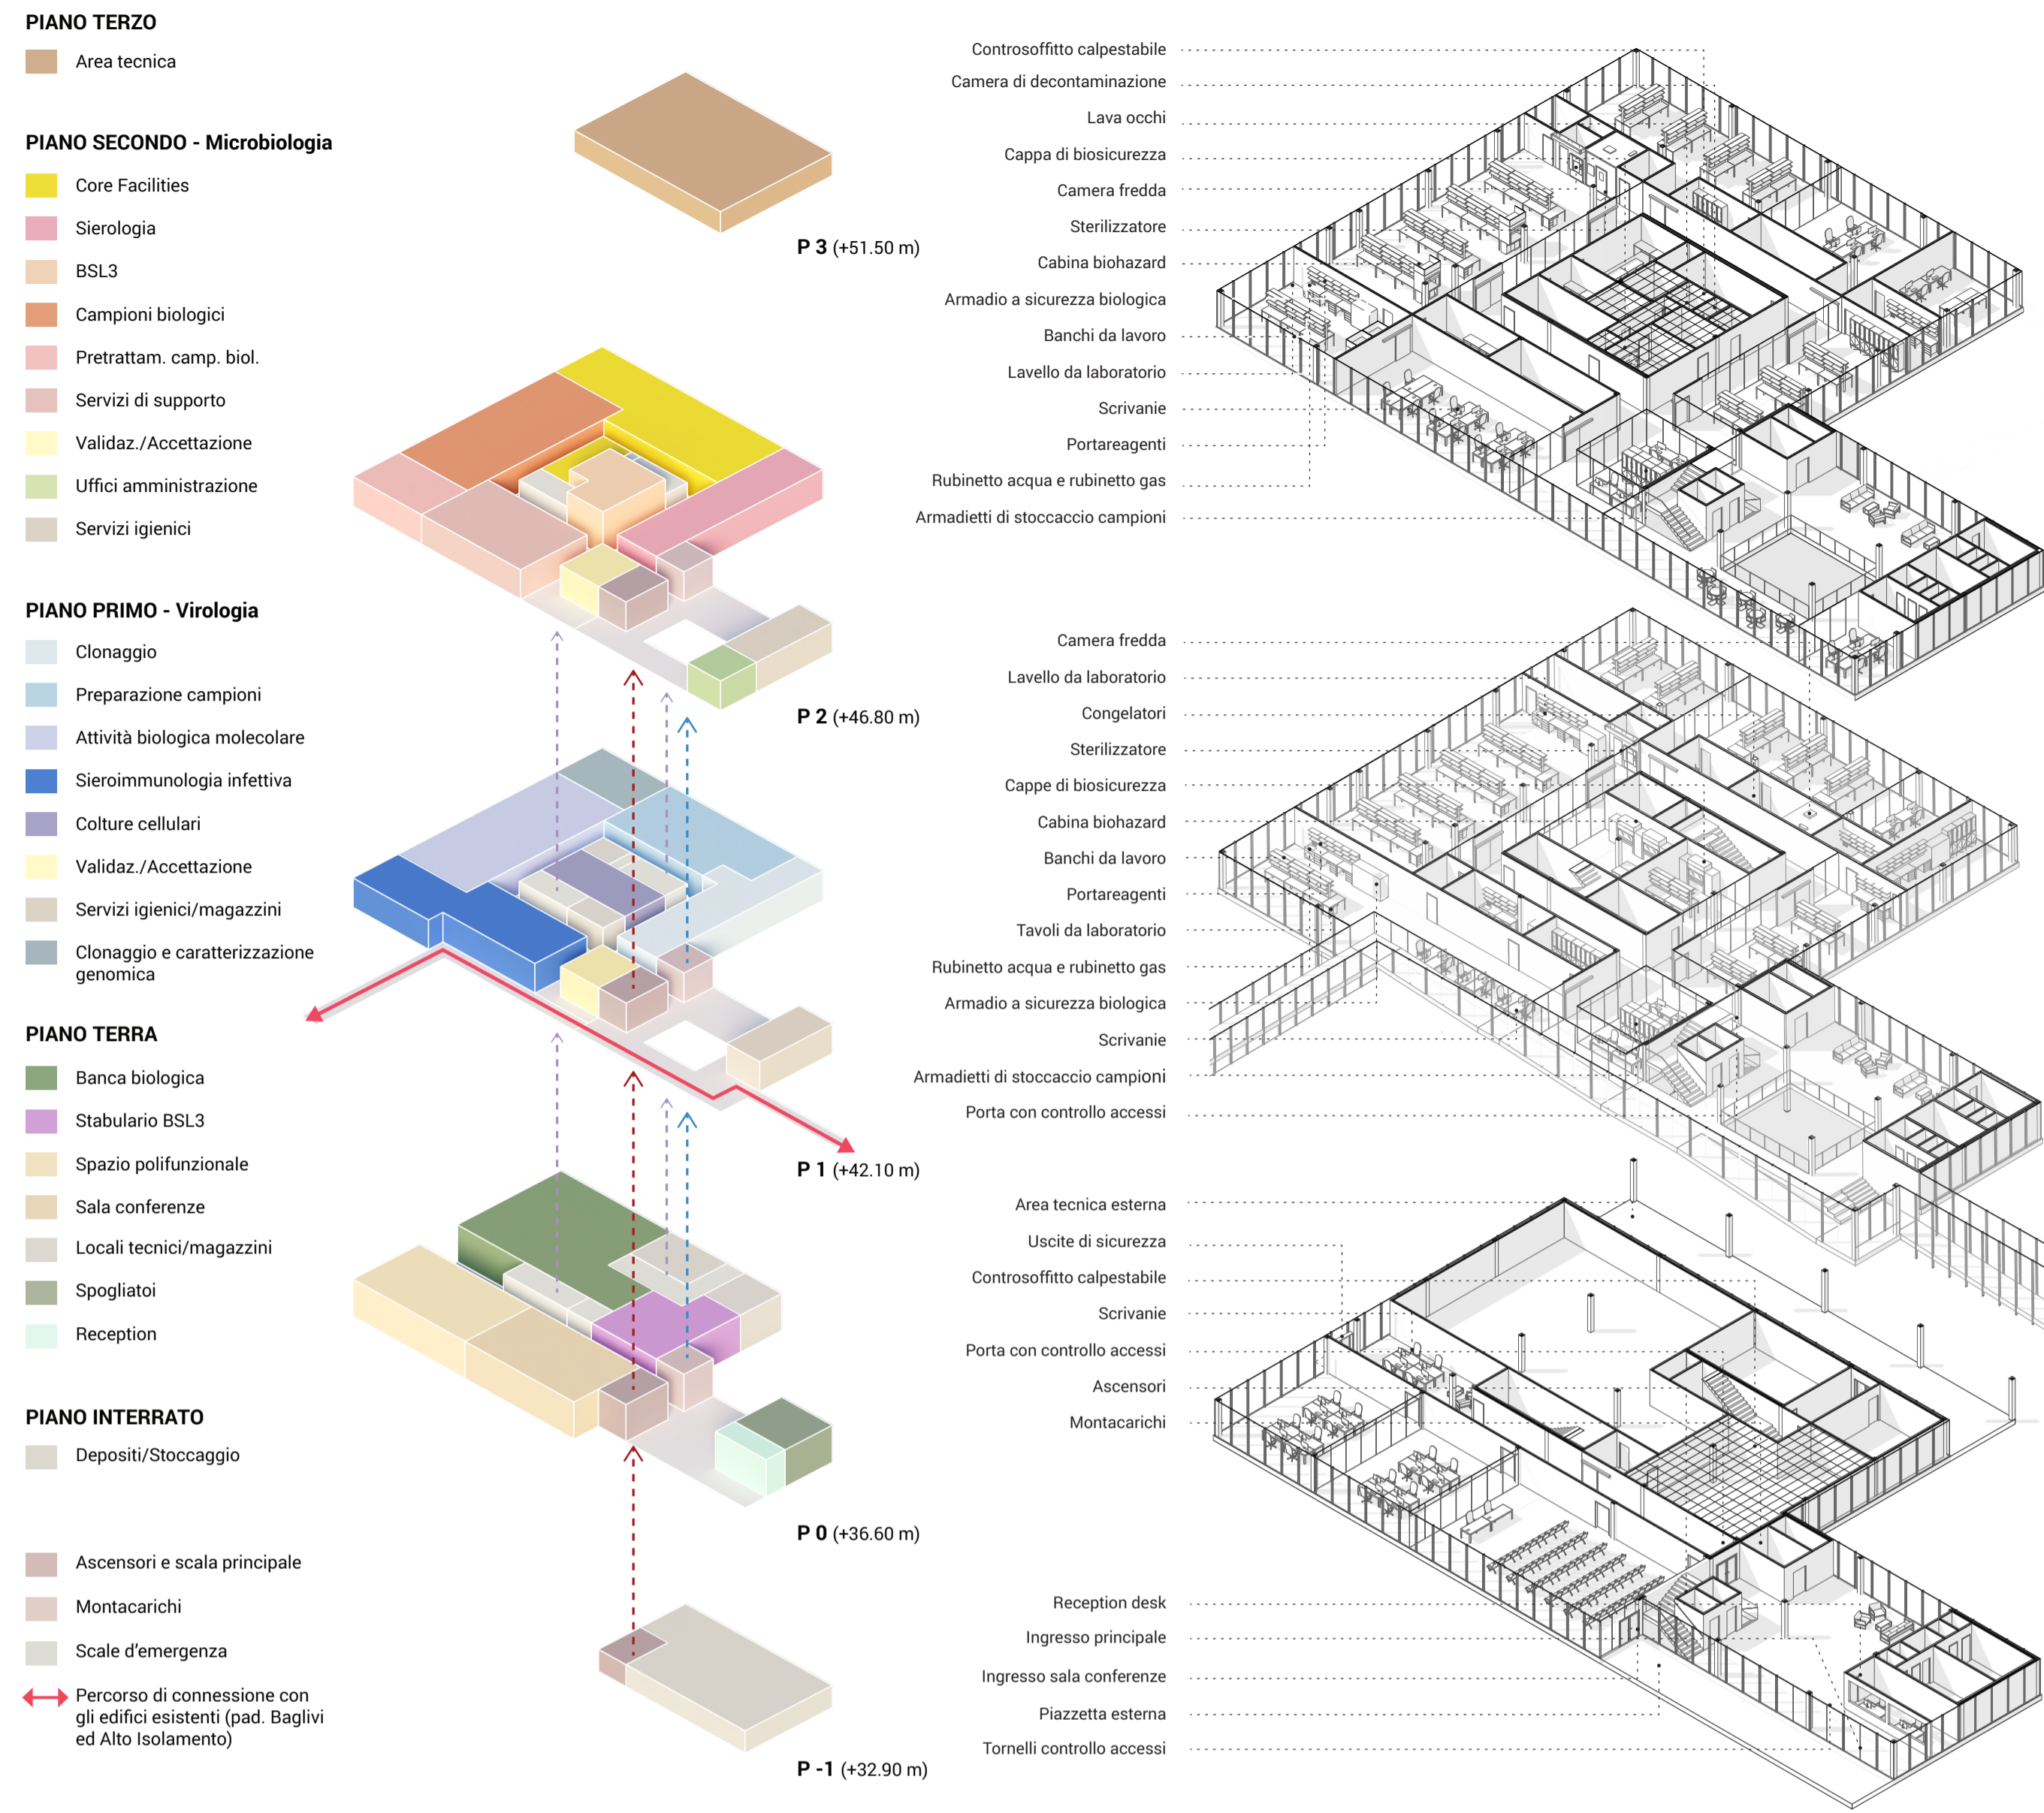 PIANO TERZO
Area tecnica
PIANO SECONDO - Microbiologia
Core Facilities
Sierologia
BSL3
Campioni biologici
Pretrattam. camp. biol.
Servizi di supporto
Validaz./Accettazione
Uffici amministrazione
Servizi igienici
PIANO PRIMO - Virologia
Clonaggio
Preparazione campioni
Attività biologica molecolare
Sieroimmunologia infettiva
Colture cellulari
Validaz./Accettazione
Servizi igienici/magazzini
Clonaggio e caratterizzazione
genomica
PIANO TERRA
Banca biologica
Stabulario BSL3
Spazio polifunzionale
Sala conferenze
Locali tecnici/magazzini
Spogliatoi
Reception
PIANO INTERRATO
Depositi/Stoccaggio
Ascensori e scala principale
Montacarichi
Scale d'emergenza
Percorso di connessione con
gli edifici esistenti (pad. Baglivi
ed Alto Isolamento)
P 3 (+51.50 m)
P 2 (+46.80 m)
P 1 (+42.10 m)
P 0 (+36.60 m)
P -1 (+32.90 m)
Controsoffitto calpestabile
Camera di decontaminazione
Lava occhi
Cappa di biosicurezza
Camera fredda
Sterilizzatore
Cabina biohazard
Armadio a sicurezza biologica
Banchi da lavoro
Lavello da laboratorio
Scrivanie
Portareagenti
Rubinetto acqua e rubinetto gas
Armadietti di stoccaccio campioni
Camera fredda
Lavello da laboratorio
Congelatori
Sterilizzatore
Cappe di biosicurezza
Cabina biohazard
Banchi da lavoro
Portareagenti
Tavoli da laboratorio
Rubinetto acqua e rubinetto gas
Armadio a sicurezza biologica
Scrivanie
Armadietti di stoccaccio campioni
Porta con controllo accessi
Area tecnica esterna
Uscite di sicurezza
Controsoffitto calpestabile
Scrivanie
Porta con controllo accessi
Ascensori
Montacarichi
Reception desk
Ingresso principale
Ingresso sala conferenze
Piazzetta esterna
Tornelli controllo accessi